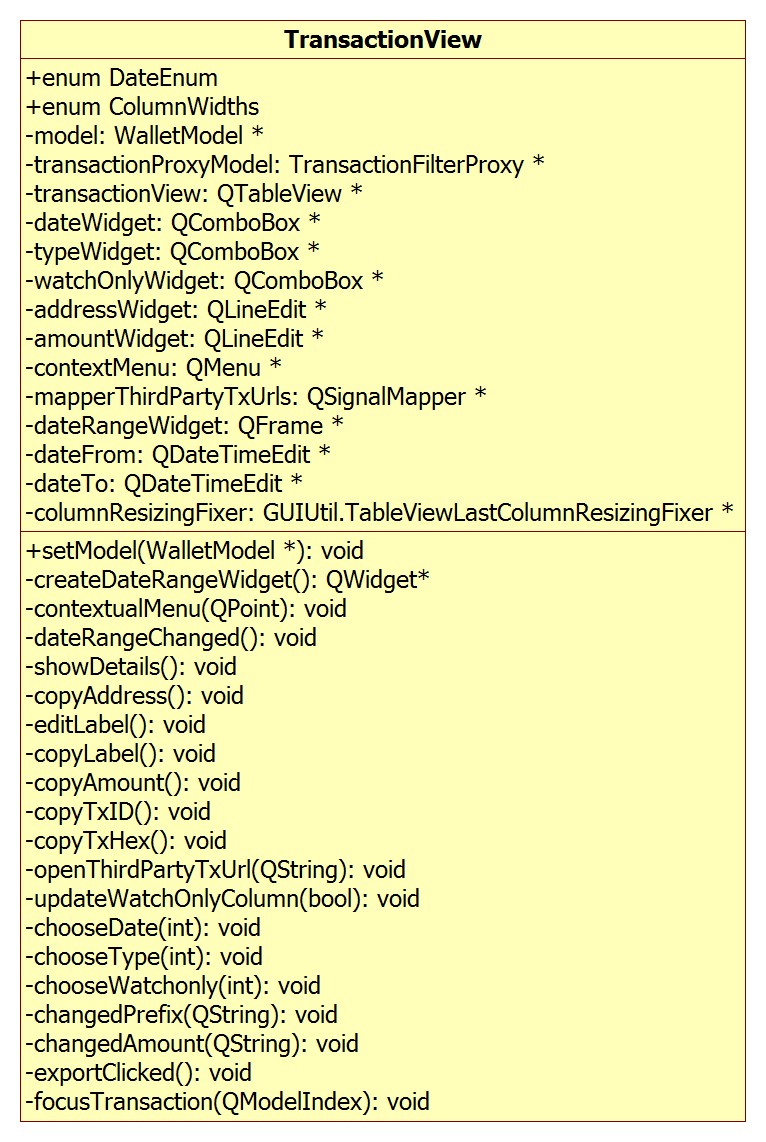 TransactionView
+enum DateEnum
+enum ColumnWidths
-model: WalletModel *
-transactionProxyModel: TransactionFilterProxy *
-transactionView: QTableView *
-dateWidget: QComboBox *
-typeWidget: QComboBox *
-watchOnlyWidget: QComboBox *
-addressWidget: QLineEdit *
-amountWidget: QLineEdit *
-contextMenu: QMenu *
-mapperThirdPartyTxUrls: QSignalMapper *
-dateRangeWidget: QFrame *
-dateFrom: QDateTimeEdit *
-dateTo: QDateTimeEdit *
-columnResizingFixer: GUIUtil.TableViewLastColumnResizingFixer *
+setModel(WalletModel *): void
-createDateRangeWidget(): QWidget*
-contextualMenu(QPoint): void
-dateRangeChanged(): void
-showDetails(): void
-copyAddress(): void
-editLabel(): void
-copyLabel(): void
-copyAmount(): void
-copyTxID(): void
-copyTxHex(): void
-openThirdPartyTxUrl(QString): void
-updateWatchOnlyColumn(bool): void
-chooseDate(int): void
-chooseType(int): void
-chooseWatchonly(int): void
-changedPrefix(QString): void
-changedAmount(QString): void
-exportClicked(): void
-focusTransaction(QModelIndex): void